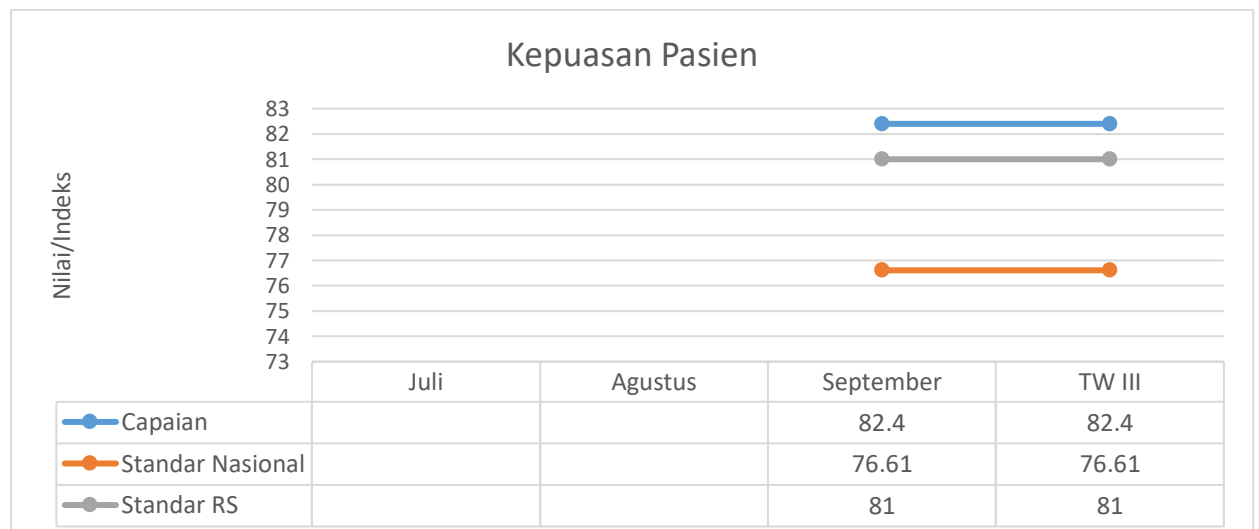 Kepuasan Pasien
Nilai/Indeks
83
82
81
80
79
78
77
76
75
74
73
Juli Agustus September TW III
Capaian 82.4 82.4
Standar Nasional 76.61 76.61
Standar RS 81 81